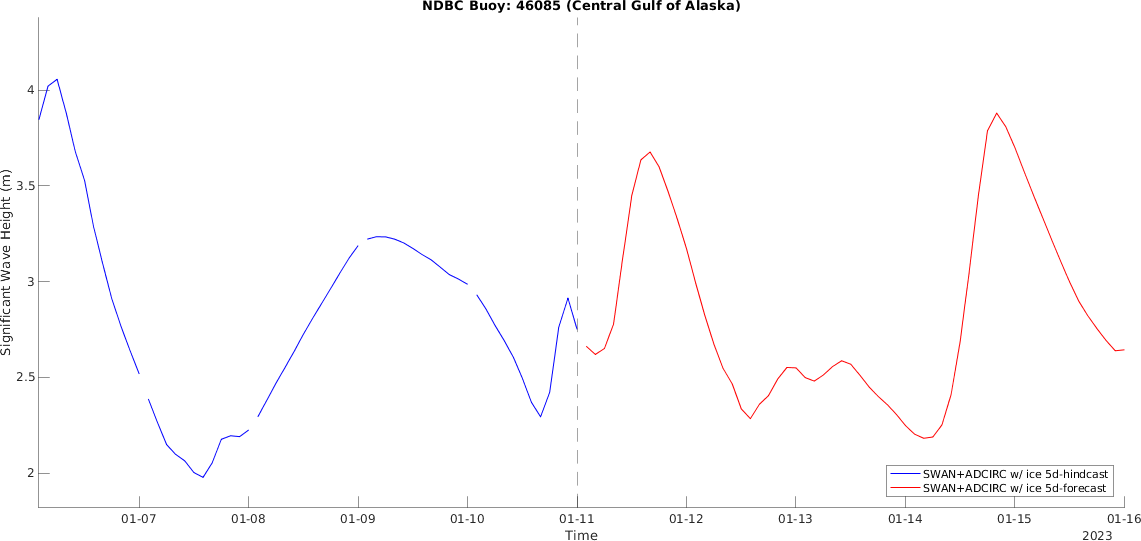 NDBC Buoy: 46085 (Central Gulf of Alaska)
Significant Wave Height (m)
4
3.5
3
2.5
2
SWAN+ADCIRC w/ ice 5d-hindcast
SWAN+ADCIRC w/ ice 5d-forecast
01-07 01-08 01-09 01-10 01-11 01-12 01-13 01-14 01-15 01-16
Time
2023